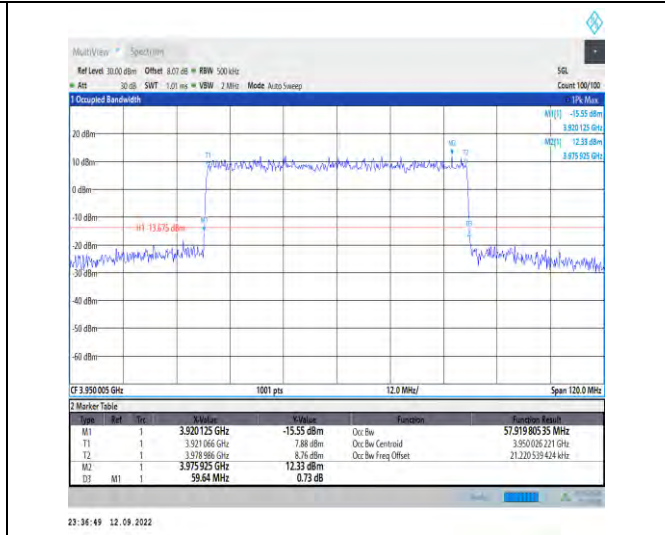 MultiView Spectrum
Ref Level 30.00 dBm Offset 8.07 dB RBW 500 kHz SGL
Att 30 dB SWT 1.01 ms VBW 2 MHz Mode Auto Sweep Count 100/100
1 Occupied Bandwidth 1Pk Max
M1[1] -15.55 dBm
3.920 125 GHz
M2[1] 12.33 dBm
3.975 925 GHz
20 dBm
10 dBm
0 dBm
-10 dBm
-20 dBm
-30 dBm
-40 dBm
-50 dBm
-60 dBm
T1
M2
T2
M1
D3
H1 -13.675 dBm
CF 3.950 005 GHz 1001 pts 12.0 MHz/ Span 120.0 MHz
2 Marker Table
Type Ref Trc X-Value Y-Value Function Function Result
M1 1 3.920 125 GHz -15.55 dBm Occ Bw 57.919 805 35 MHz
T1 1 3.921 066 GHz 7.88 dBm Occ Bw Centroid 3.950 026 221 GHz
T2 1 3.978 986 GHz 8.76 dBm Occ Bw Freq Offset 21.220 539 424 kHz
M2 1 3.975 925 GHz 12.33 dBm
D3 M1 1 59.64 MHz 0.73 dB
Ready
23:36:49 12.09.2022